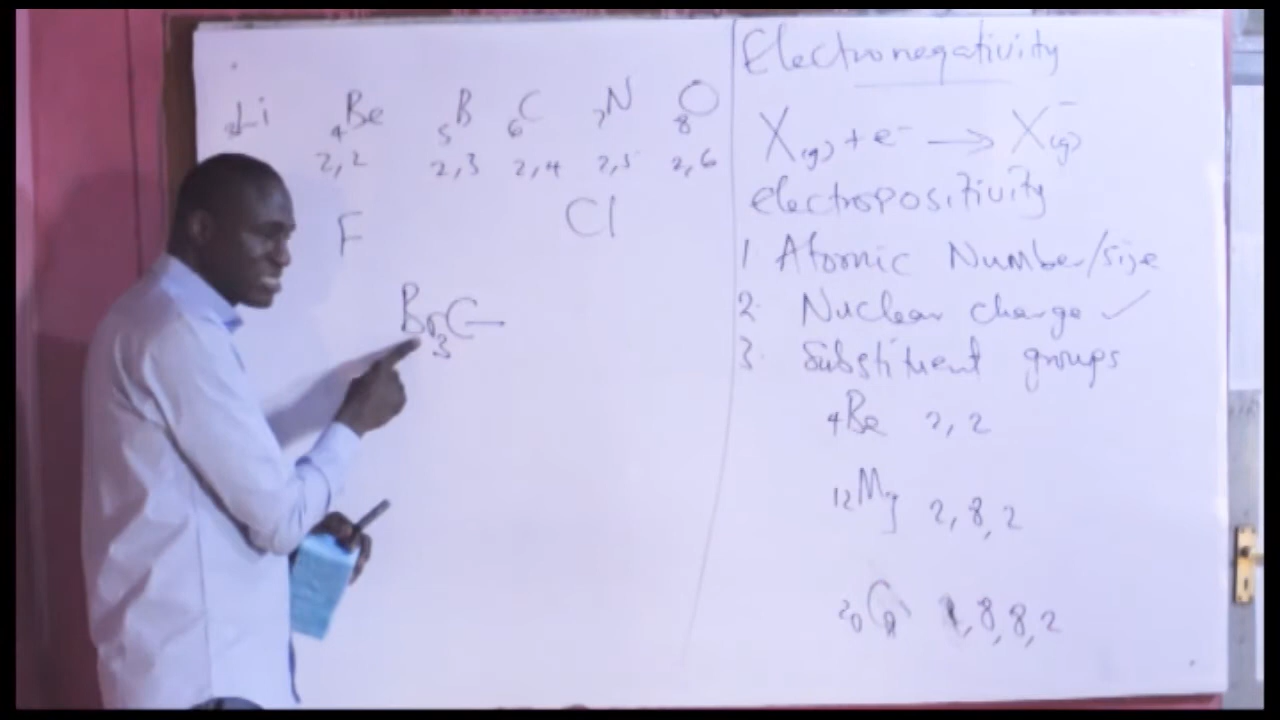 3Li 4Be 5B 6C 7N 8O
2,2 2,3 2,4 2,5 2,6
F Cl
Br3C—
Electronegativity
X(g) + e- → X-(g)
electropositivity
1 Atomic Number/size
2. Nuclear charge ✓
3. Substituent groups
4Be 2,2
12Mg 2,8,2
20Ca ,8,8,2